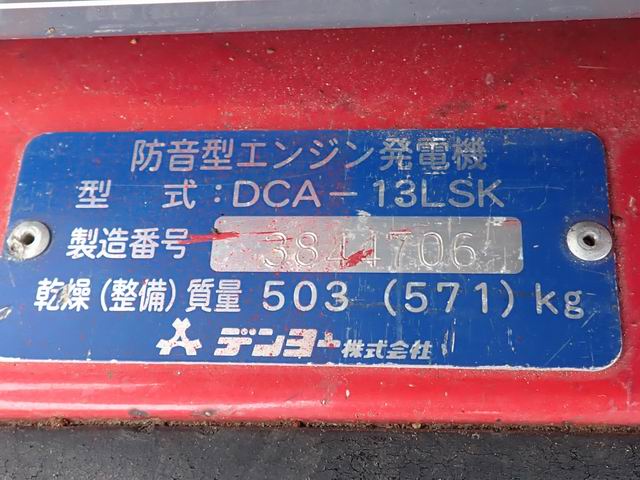 防音型エンジン発電機
型 式：DCA－13LSK
製造番号 3844706
乾燥（整備）質量 503（571）kg
デンヨー株式会社